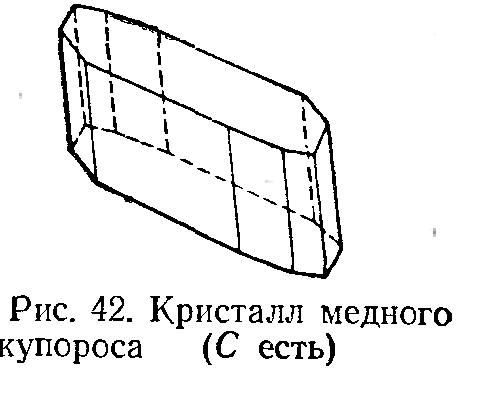 Рис. 42. Кристалл медного
купороса (С есть)